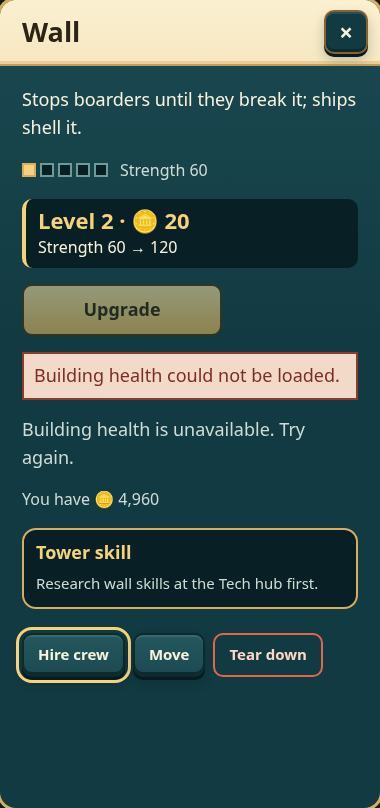 Wall
×
Stops boarders until they break it; ships
shell it.
Strength 60
Level 2 · 🪙 20
Strength 60 → 120
Upgrade
Building health could not be loaded.
Building health is unavailable. Try
again.
You have 🪙 4,960
Tower skill
Research wall skills at the Tech hub first.
Hire crew
Move
Tear down